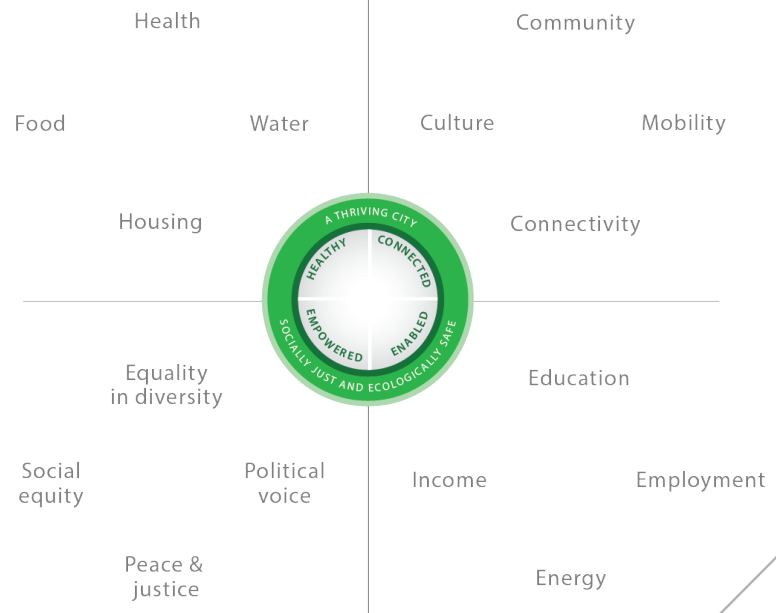 Health
Community
Food
Water
Culture
Mobility
Housing
Connectivity
A THRIVING CITY
HEALTHY
CONNECTED
EMPOWERED
ENABLED
SOCIALLY JUST AND ECOLOGICALLY SAFE
Equality
in diversity
Education
Social
equity
Political
voice
Income
Employment
Peace &
justice
Energy